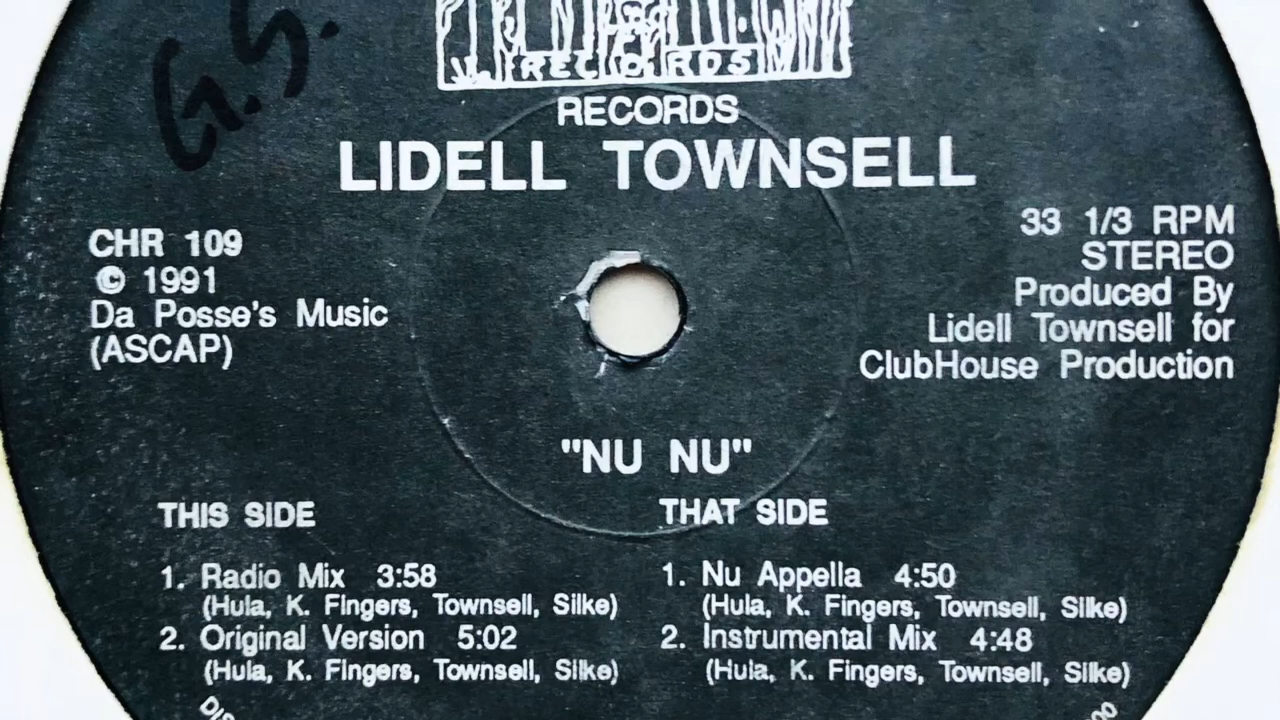 G.S.
RECORDS
RECORDS
LIDELL TOWNSELL
CHR 109
© 1991
Da Posse's Music
(ASCAP)
33 1/3 RPM
STEREO
Produced By
Lidell Townsell for
ClubHouse Production
"NU NU"
THIS SIDE
1. Radio Mix 3:58
(Hula, K. Fingers, Townsell, Silke)
2. Original Version 5:02
(Hula, K. Fingers, Townsell, Silke)
THAT SIDE
1. Nu Appella 4:50
(Hula, K. Fingers, Townsell, Silke)
2. Instrumental Mix 4:48
(Hula, K. Fingers, Townsell, Silke)